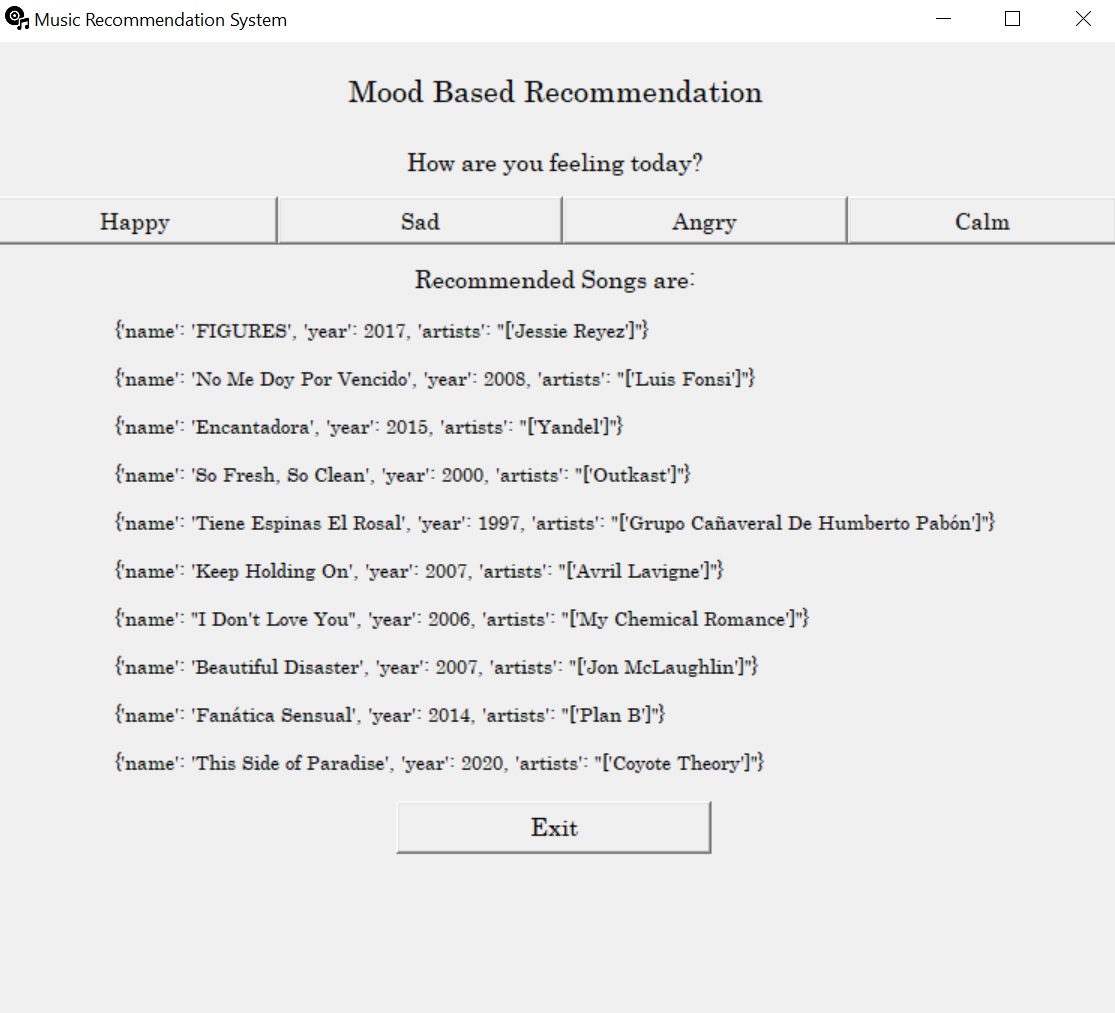 Music Recommendation System
Mood Based Recommendation
How are you feeling today?
Happy Sad Angry Calm
Recommended Songs are:
{'name': 'FIGURES', 'year': 2017, 'artists': "['Jessie Reyez']"}
{'name': 'No Me Doy Por Vencido', 'year': 2008, 'artists': "['Luis Fonsi']"}
{'name': 'Encantadora', 'year': 2015, 'artists': "['Yandel']"}
{'name': 'So Fresh, So Clean', 'year': 2000, 'artists': "['Outkast']"}
{'name': 'Tiene Espinas El Rosal', 'year': 1997, 'artists': "['Grupo Cañaveral De Humberto Pabón']"}
{'name': 'Keep Holding On', 'year': 2007, 'artists': "['Avril Lavigne']"}
{'name': "I Don't Love You", 'year': 2006, 'artists': "['My Chemical Romance']"}
{'name': 'Beautiful Disaster', 'year': 2007, 'artists': "['Jon McLaughlin']"}
{'name': 'Fanática Sensual', 'year': 2014, 'artists': "['Plan B']"}
{'name': 'This Side of Paradise', 'year': 2020, 'artists': "['Coyote Theory']"}
Exit